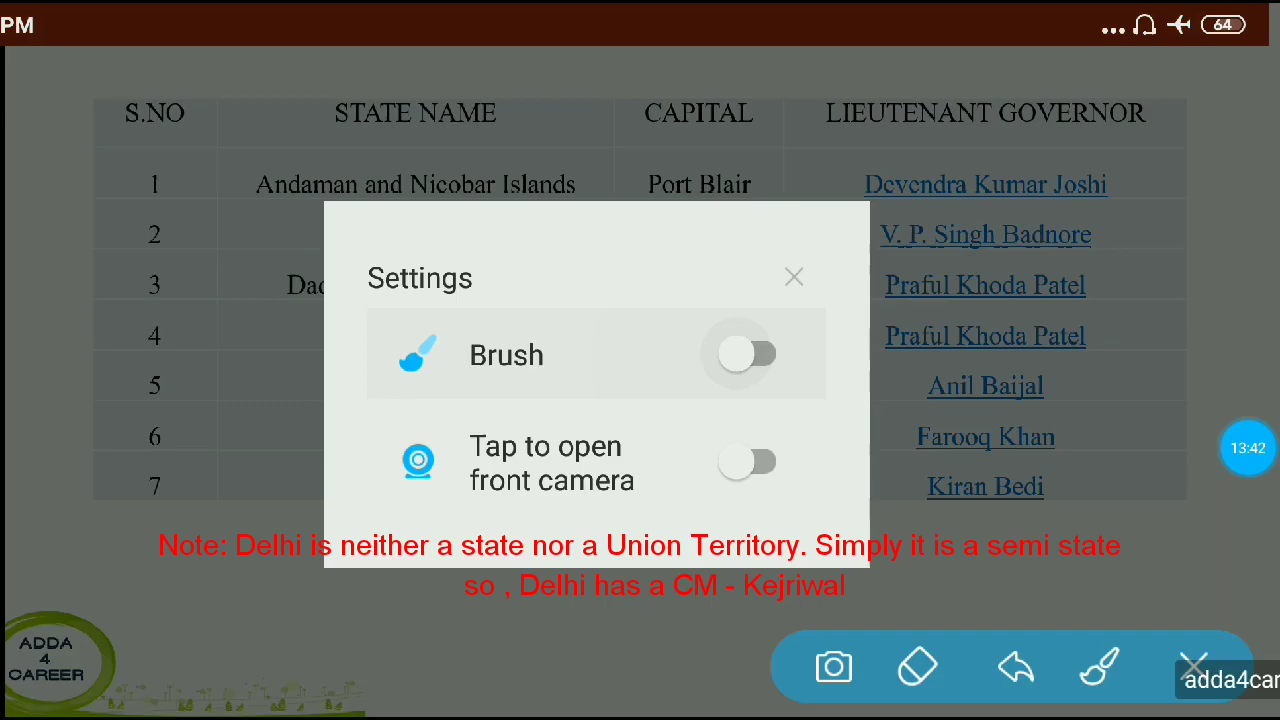 PM
... 64
S.NO STATE NAME CAPITAL LIEUTENANT GOVERNOR
1 Andaman and Nicobar Islands Port Blair Devendra Kumar Joshi
2 V. P. Singh Badnore
3 Praful Khoda Patel
4 Praful Khoda Patel
5 Anil Baijal
6 Farooq Khan
7 Kiran Bedi
Settings
Brush
Tap to open
front camera
13:42
Note: Delhi is neither a state nor a Union Territory. Simply it is a semi state
so , Delhi has a CM - Kejriwal
ADDA
4
CAREER
adda4car